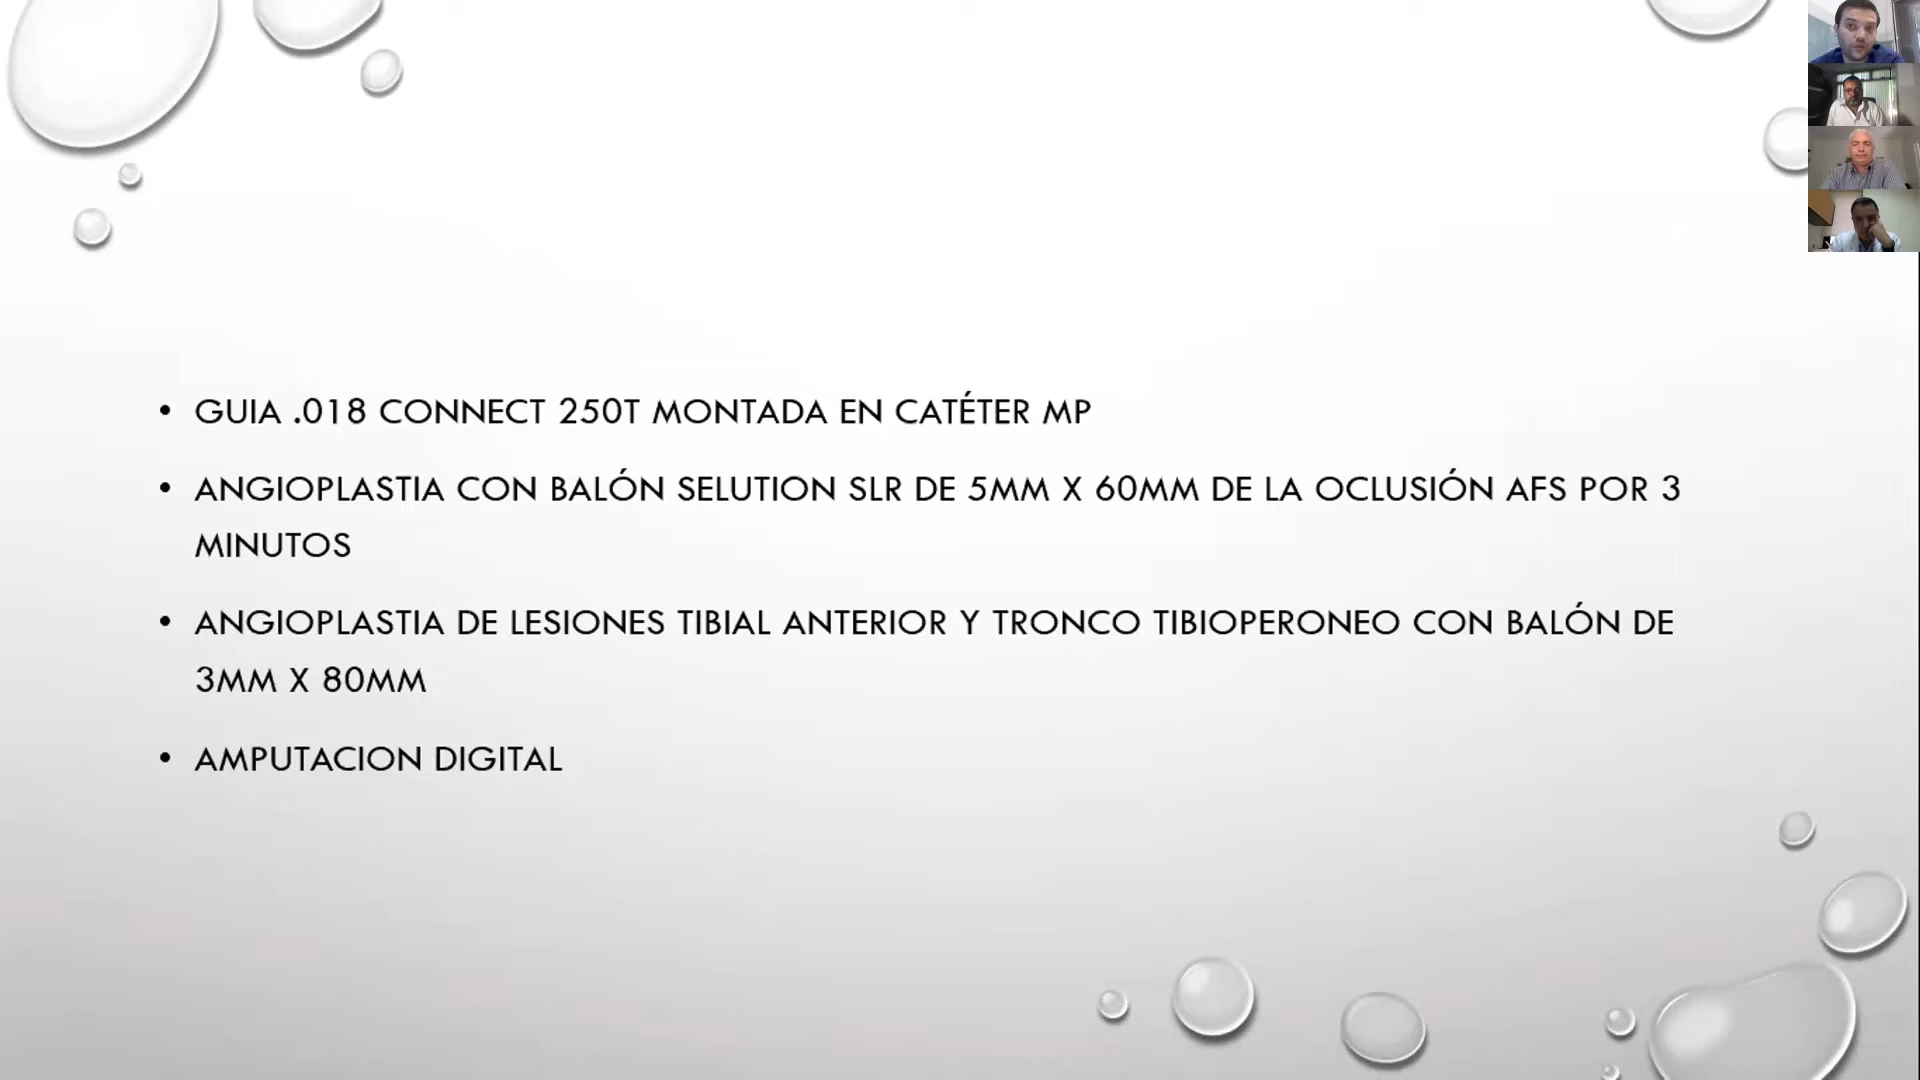 • GUIA .018 CONNECT 250T MONTADA EN CATÉTER MP
• ANGIOPLASTIA CON BALÓN SELUTION SLR DE 5MM X 60MM DE LA OCLUSIÓN AFS POR 3
MINUTOS
• ANGIOPLASTIA DE LESIONES TIBIAL ANTERIOR Y TRONCO TIBIOPERONEO CON BALÓN DE
3MM X 80MM
• AMPUTACION DIGITAL